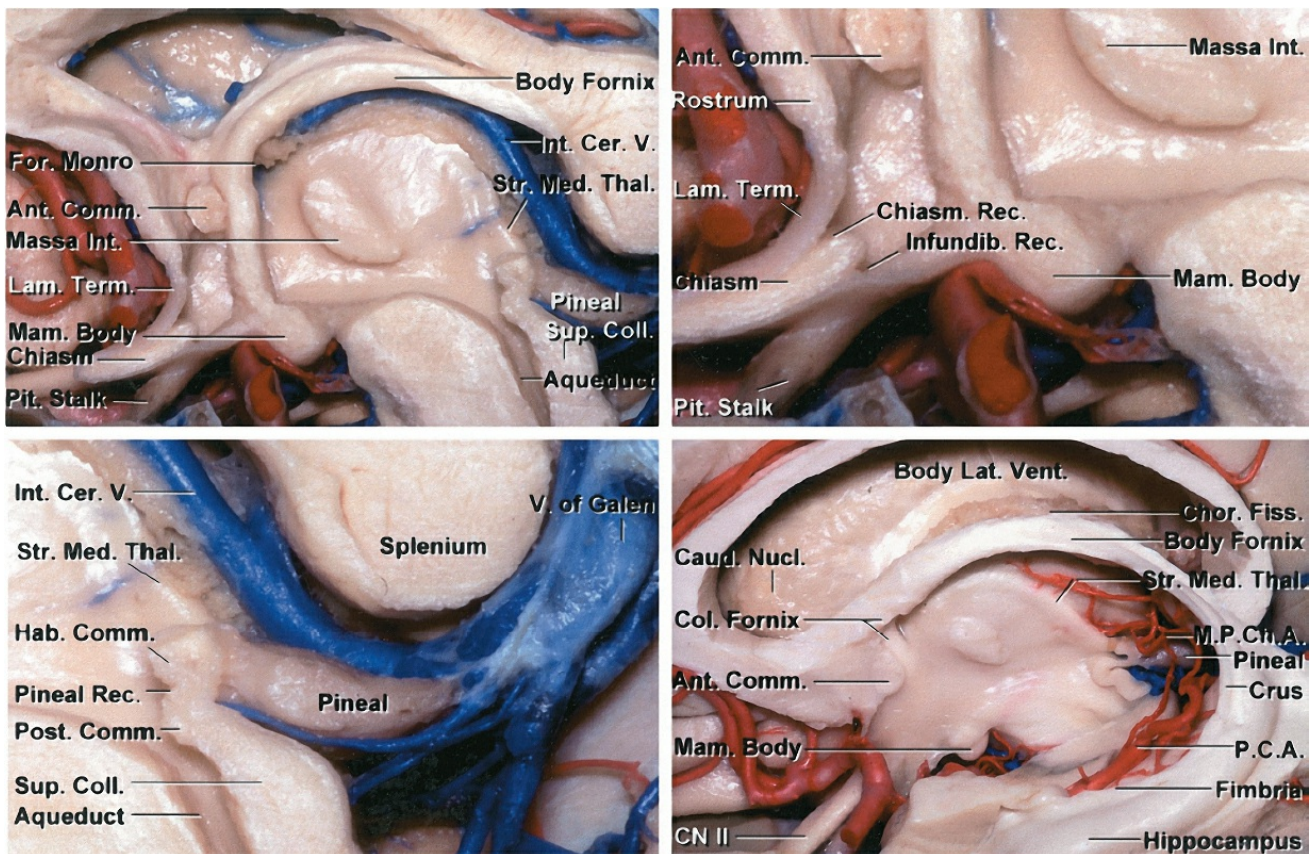 Body Fornix
Int. Cer. V.
For. Monro
Str. Med. Thal.
Ant. Comm.
Massa Int.
Lam. Term.
Pineal
Mam. Body
Sup. Coll.
Chiasm
Aqueduct
Pit. Stalk
Ant. Comm.
Massa Int.
Rostrum
Lam. Term.
Chiasm. Rec.
Infundib. Rec.
Chiasm
Mam. Body
Pit. Stalk
Int. Cer. V.
V. of Galen
Str. Med. Thal.
Splenium
Hab. Comm.
Pineal Rec.
Pineal
Post. Comm.
Sup. Coll.
Aqueduct
Body Lat. Vent.
Chor. Fiss.
Body Fornix
Caud. Nucl.
Str. Med. Thal.
Col. Fornix
M.P.Ch.A.
Pineal
Ant. Comm.
Crus
Mam. Body
P.C.A.
Fimbria
CN II
Hippocampus